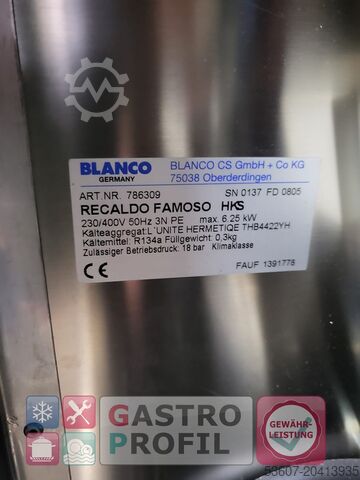 BLANCO
GERMANY
BLANCO CS GmbH + Co KG
75038 Oberderdingen
ART.NR. 786309 SN 0137 FD 0805
RECALDO FAMOSO HKS
230/400V 50Hz 3N PE max. 6,25 kW
Kälteaggregat:L´UNITE HERMETIQE THB4422YH
Kältemittel: R134a Füllgewicht: 0,3kg
Zulässiger Betriebsdruck: 18 bar Klimaklasse
CE
FAUF 1391778
GASTRO
PROFIL
GEWÄHR-
LEISTUNG
53607-20413935